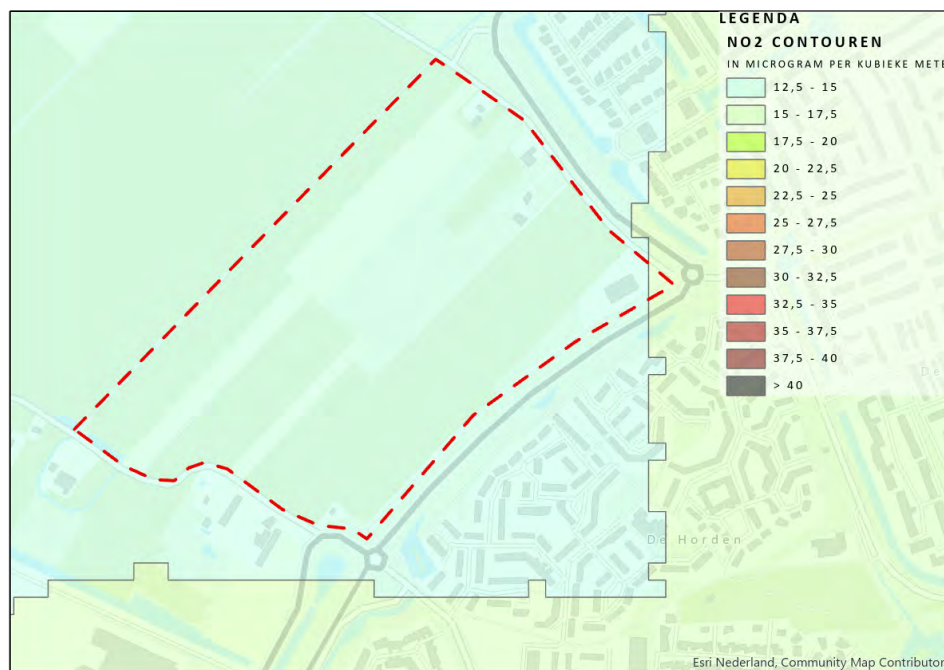 LEGENDA
NO2 CONTOUREN
IN MICROGRAM PER KUBIEKE METE
12,5 - 15
15 - 17,5
17,5 - 20
20 - 22,5
22,5 - 25
25 - 27,5
27,5 - 30
30 - 32,5
32,5 - 35
35 - 37,5
37,5 - 40
> 40
De
De Horden
Esri Nederland, Community Map Contributor